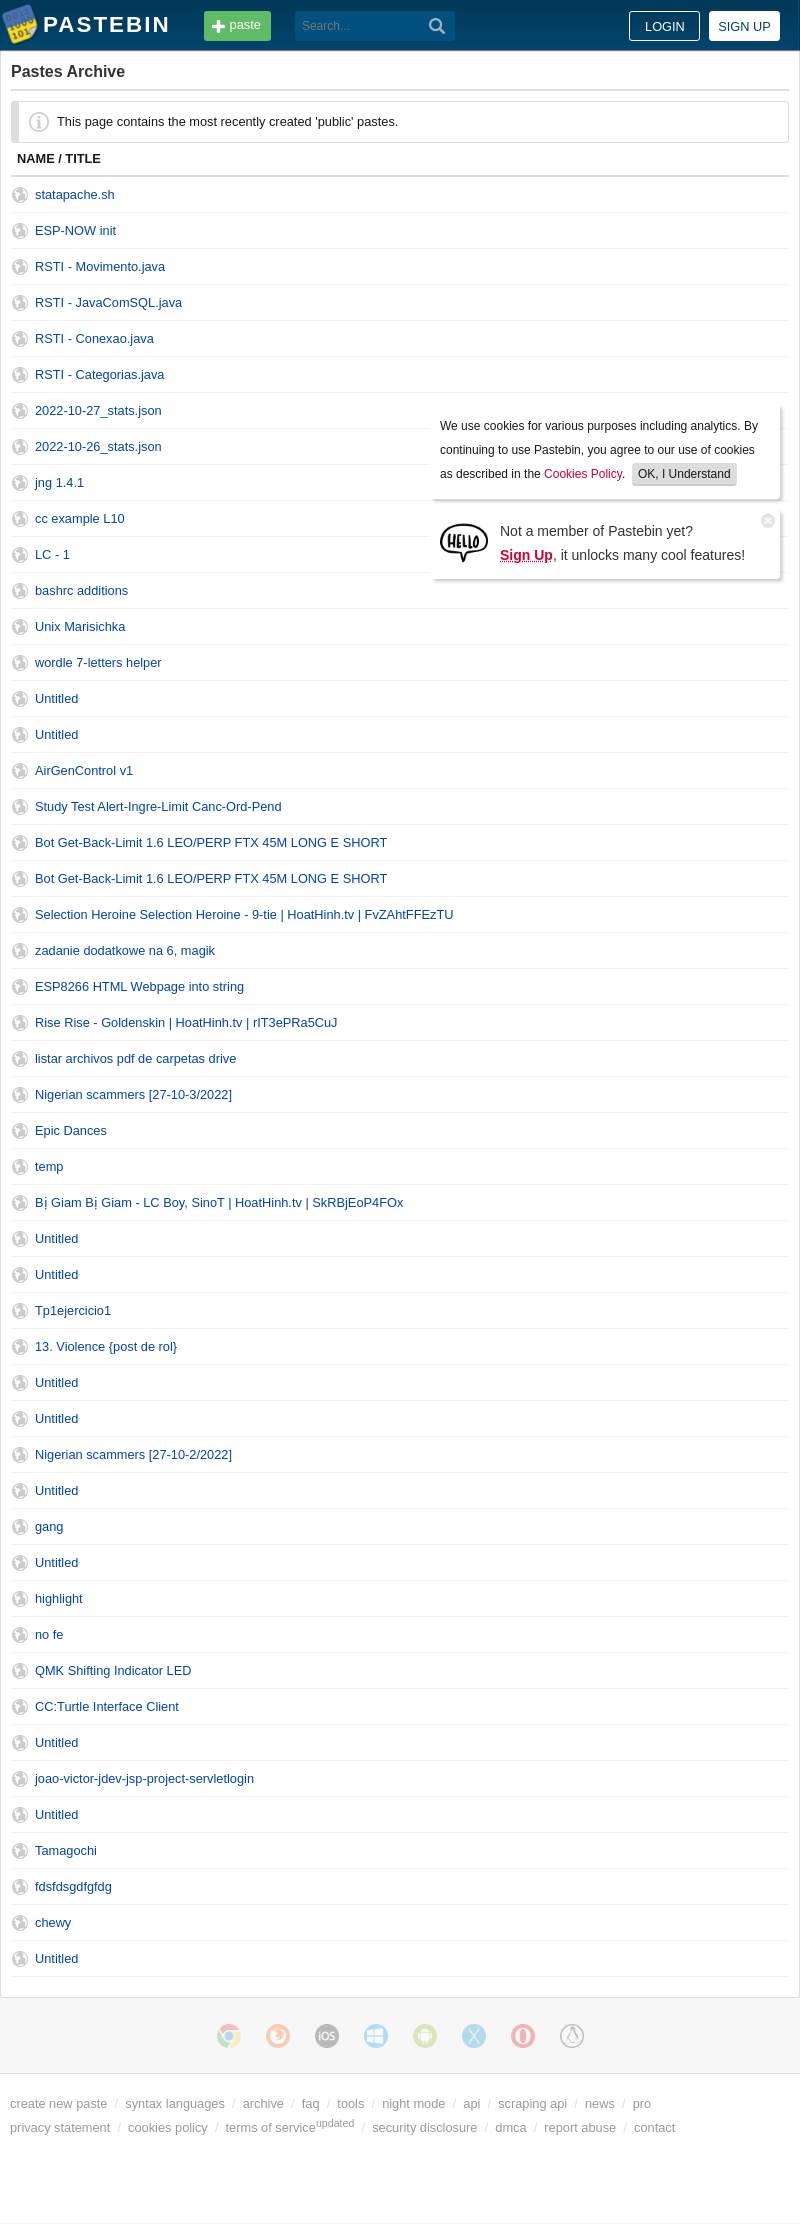 PASTEBIN paste Search... LOGIN SIGN UP
Pastes Archive
This page contains the most recently created 'public' pastes.
NAME / TITLE
statapache.sh
ESP-NOW init
RSTI - Movimento.java
RSTI - JavaComSQL.java
RSTI - Conexao.java
RSTI - Categorias.java
2022-10-27_stats.json
2022-10-26_stats.json
jng 1.4.1
cc example L10
LC - 1
We use cookies for various purposes including analytics. By
continuing to use Pastebin, you agree to our use of cookies
as described in the Cookies Policy. OK, I Understand
HELLO
Not a member of Pastebin yet?
Sign Up, it unlocks many cool features!
bashrc additions
Unix Marisichka
wordle 7-letters helper
Untitled
Untitled
AirGenControl v1
Study Test Alert-Ingre-Limit Canc-Ord-Pend
Bot Get-Back-Limit 1.6 LEO/PERP FTX 45M LONG E SHORT
Bot Get-Back-Limit 1.6 LEO/PERP FTX 45M LONG E SHORT
Selection Heroine Selection Heroine - 9-tie | HoatHinh.tv | FvZAhtFFEzTU
zadanie dodatkowe na 6, magik
ESP8266 HTML Webpage into string
Rise Rise - Goldenskin | HoatHinh.tv | rIT3ePRa5CuJ
listar archivos pdf de carpetas drive
Nigerian scammers [27-10-3/2022]
Epic Dances
temp
Bị Giam Bị Giam - LC Boy, SinoT | HoatHinh.tv | SkRBjEoP4FOx
Untitled
Untitled
Tp1ejercicio1
13. Violence {post de rol}
Untitled
Untitled
Nigerian scammers [27-10-2/2022]
Untitled
gang
Untitled
highlight
no fe
QMK Shifting Indicator LED
CC:Turtle Interface Client
Untitled
joao-victor-jdev-jsp-project-servletlogin
Untitled
Tamagochi
fdsfdsgdfgfdg
chewy
Untitled
iOS
create new paste / syntax languages / archive / faq / tools / night mode / api / scraping api / news / pro
privacy statement / cookies policy / terms of serviceupdated / security disclosure / dmca / report abuse / contact